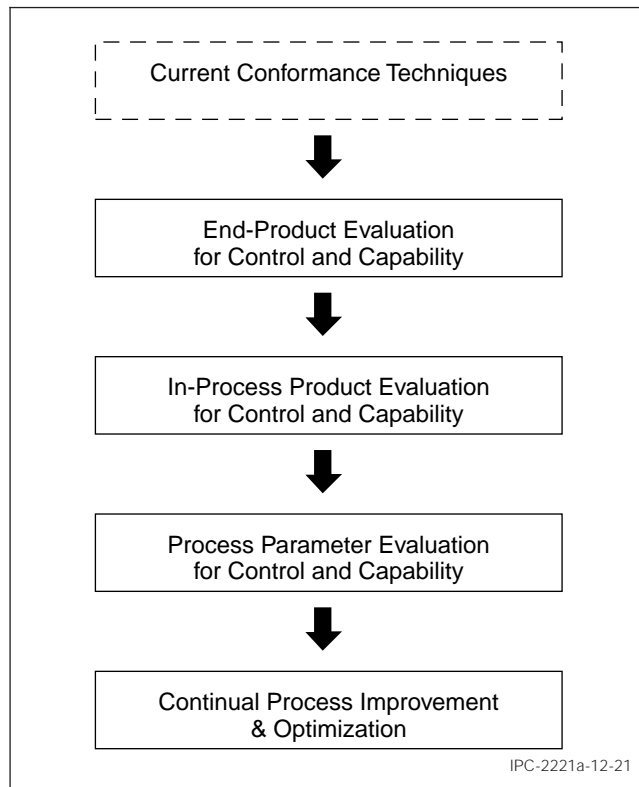 Current Conformance Techniques
End-Product Evaluation
for Control and Capability
In-Process Product Evaluation
for Control and Capability
Process Parameter Evaluation
for Control and Capability
Continual Process Improvement
& Optimization
IPC-2221a-12-21